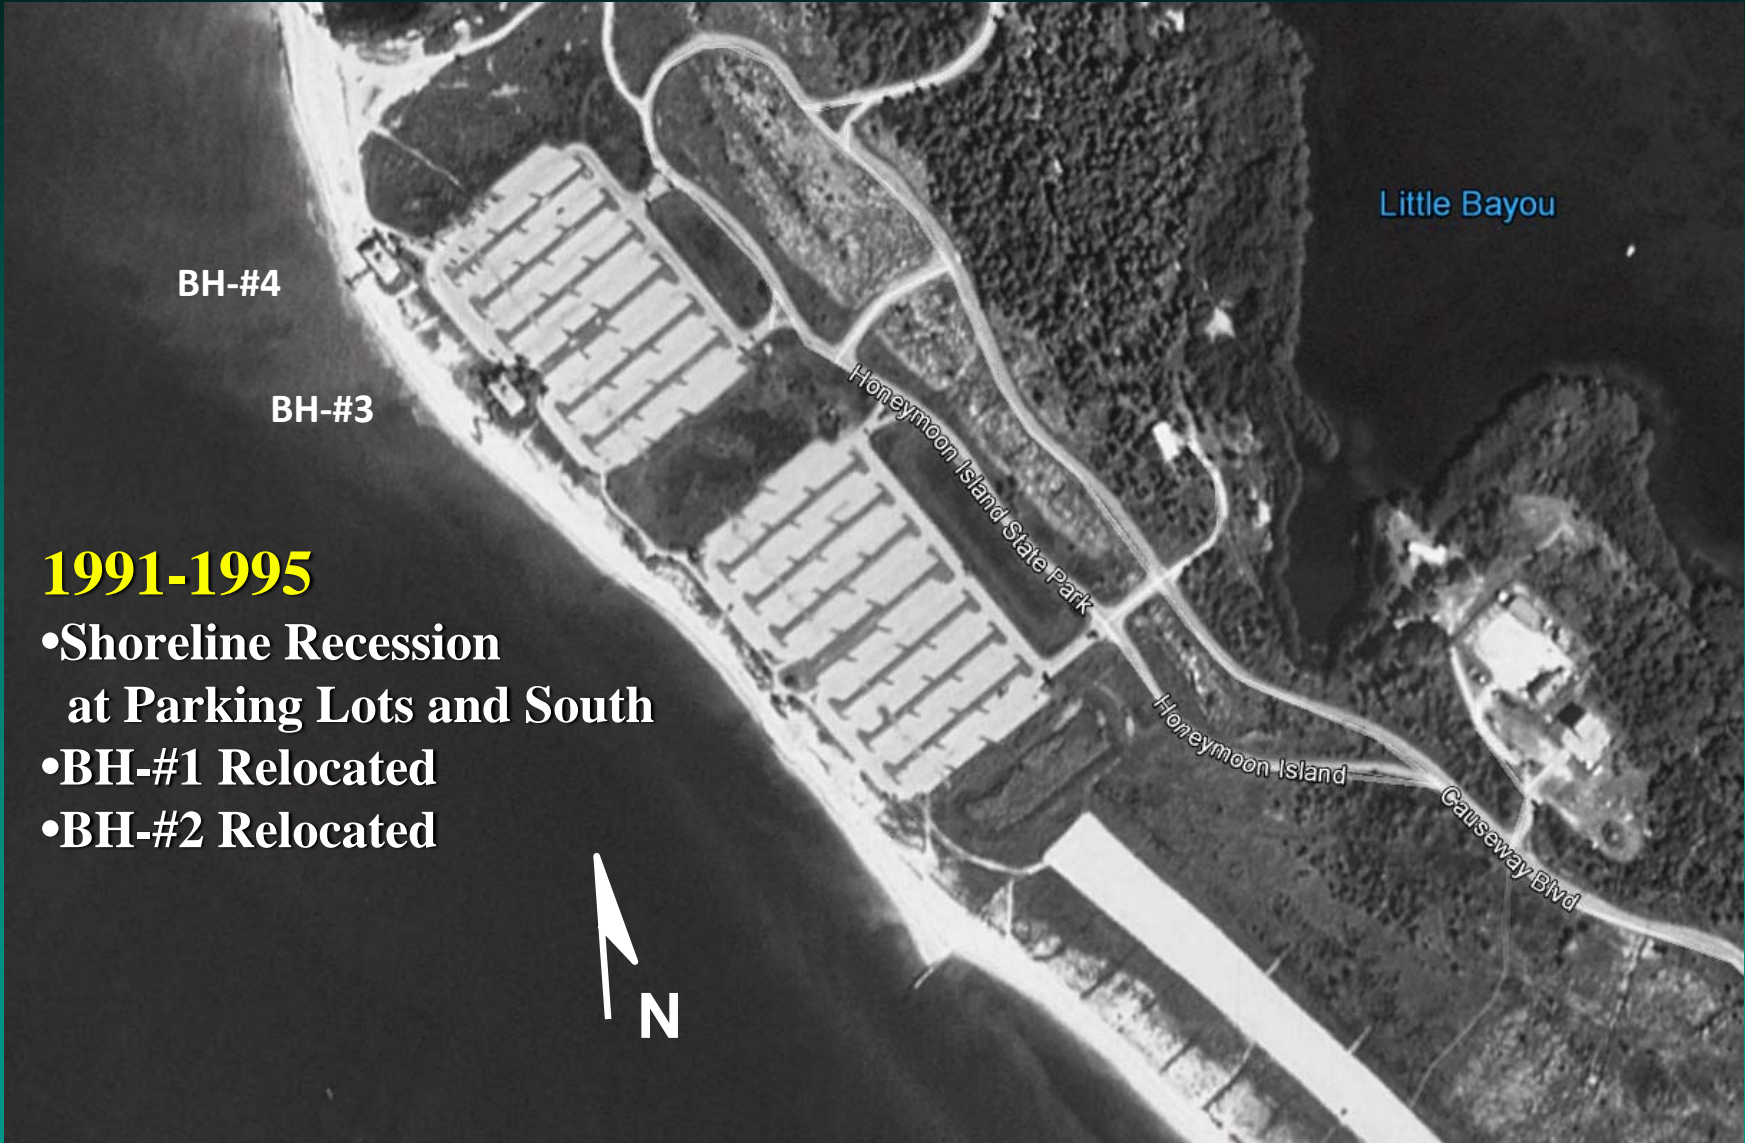 Little Bayou
BH-#4
BH-#3
Honeymoon Island State Park
1991-1995
•Shoreline Recession
at Parking Lots and South
•BH-#1 Relocated
•BH-#2 Relocated
Honeymoon Island
Causeway Blvd
N